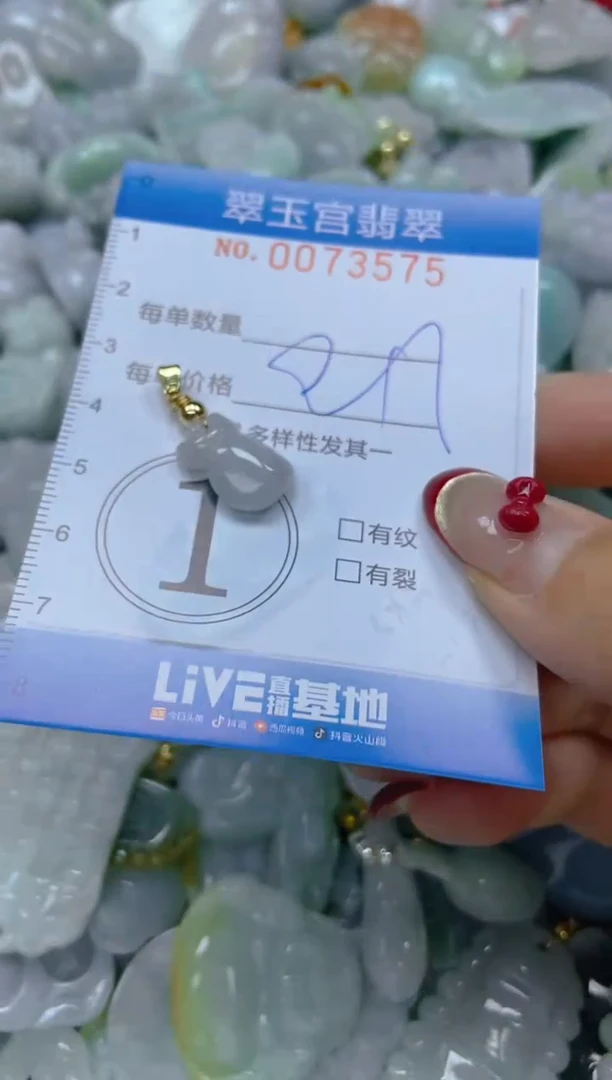 翠玉宫翡翠
NO. 0073575
每单数量
每 价格
多样性发其一
1
有纹
有裂
1
2
3
4
5
6
7
8
LiVE直播基地
今日头条 抖音 西瓜视频 抖音火山版